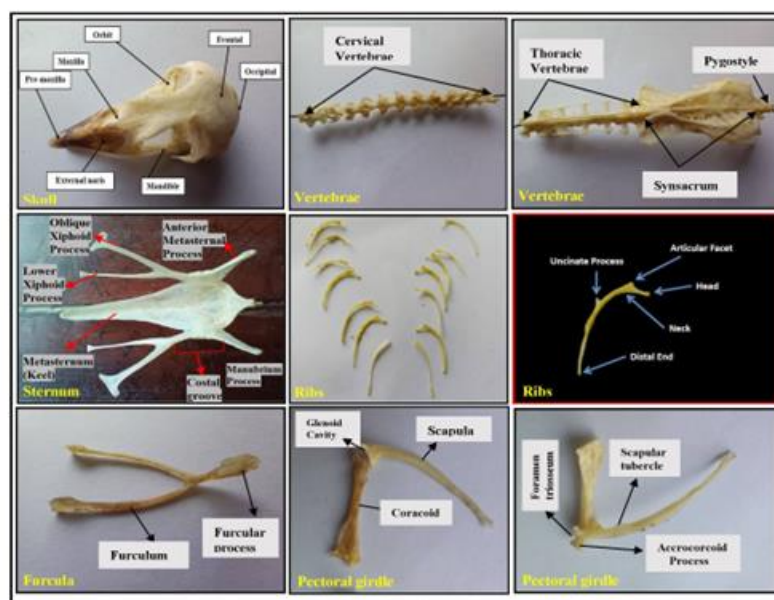 Orbit
Frontal
Maxilla
Occipital
Pre maxilla
External naris
Mandible
Skull
Cervical
Vertebrae
Vertebrae
Thoracic
Vertebrae
Pygostyle
Synsacrum
Vertebrae
Oblique
Xiphoid
Process
Anterior
Metasternal
Process
Lower
Xiphoid
Process
Metasternum
(Keel)
Costal
groove
Manubrium
Process
Sternum
Ribs
Uncinate Process
Articular Facet
Head
Neck
Distal End
Ribs
Furculum
Furcular
process
Furcula
Glenoid
Cavity
Scapula
Coracoid
Pectoral girdle
Foramen
triosseum
Scapular
tubercle
Accrocorcoid
Process
Pectoral girdle